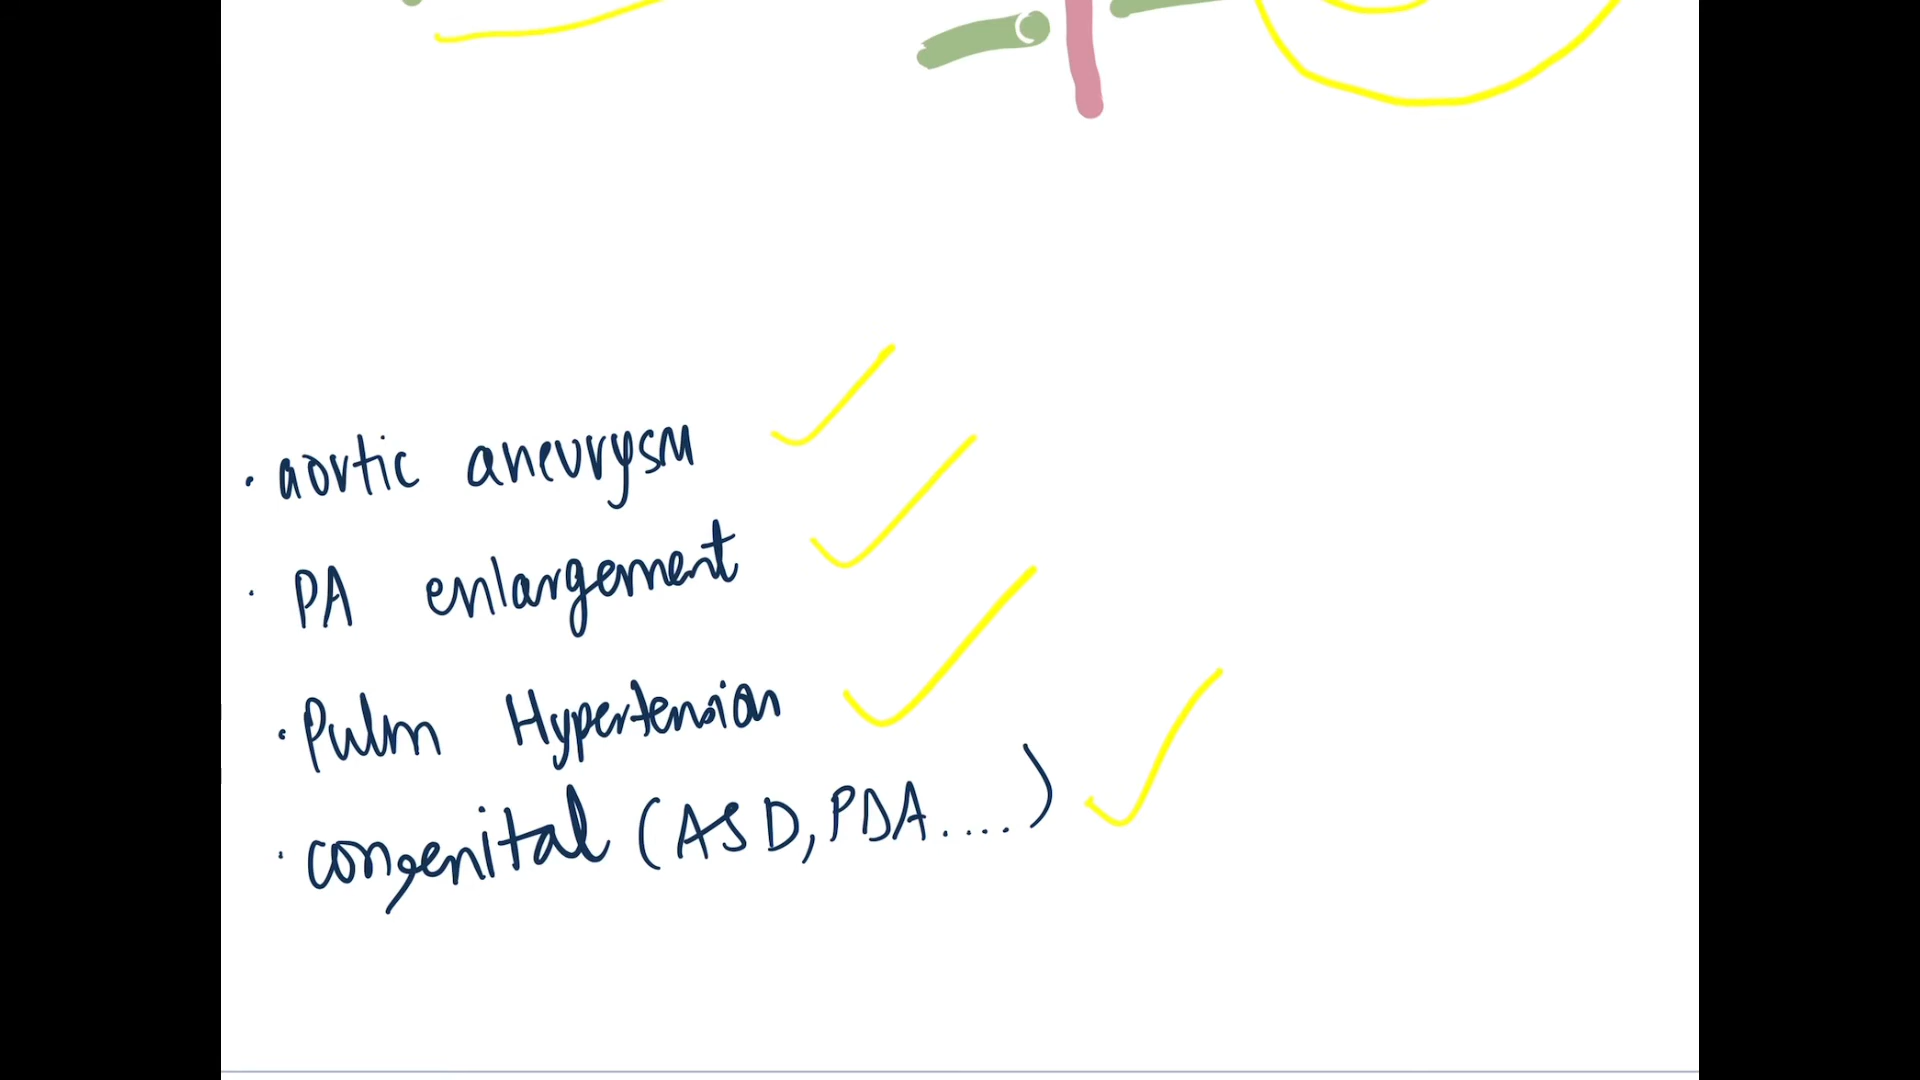 · aortic aneurysm
· PA enlargement
· Pulm Hypertension
· congenital (ASD, PDA....)